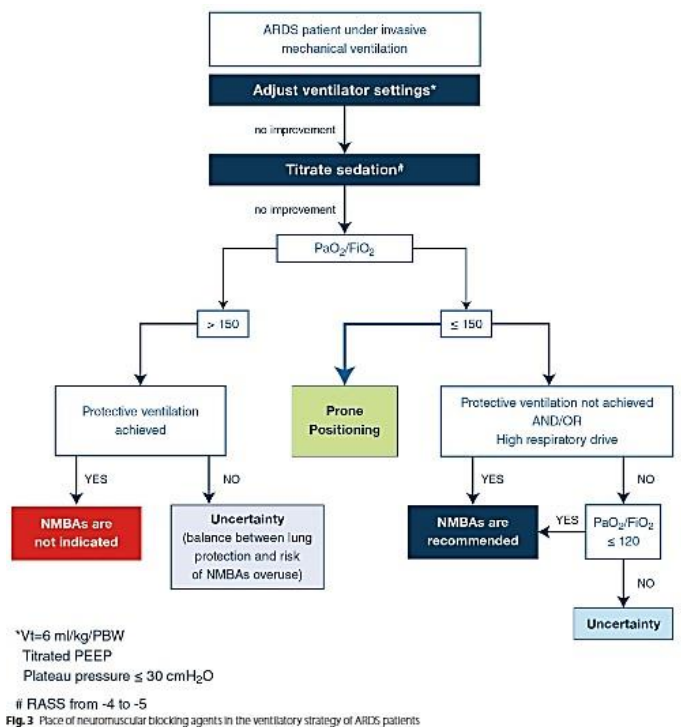 ARDS patient under invasive
mechanical ventilation
Adjust ventilator settings*
no improvement
Titrate sedation#
no improvement
PaO₂/FiO₂
> 150
≤ 150
Protective ventilation
achieved
Prone
Positioning
Protective ventilation not achieved
AND/OR
High respiratory drive
YES
NO
YES
NO
NMBAs are
not indicated
Uncertainty
(balance between lung
protection and risk
of NMBAs overuse)
NMBAs are
recommended
YES
PaO₂/FiO₂
≤ 120
NO
Uncertainty
*Vt=6 ml/kg/PBW
Titrated PEEP
Plateau pressure ≤ 30 cmH₂O
# RASS from -4 to -5
Fig. 3 Place of neuromuscular blocking agents in the ventilatory strategy of ARDS patients